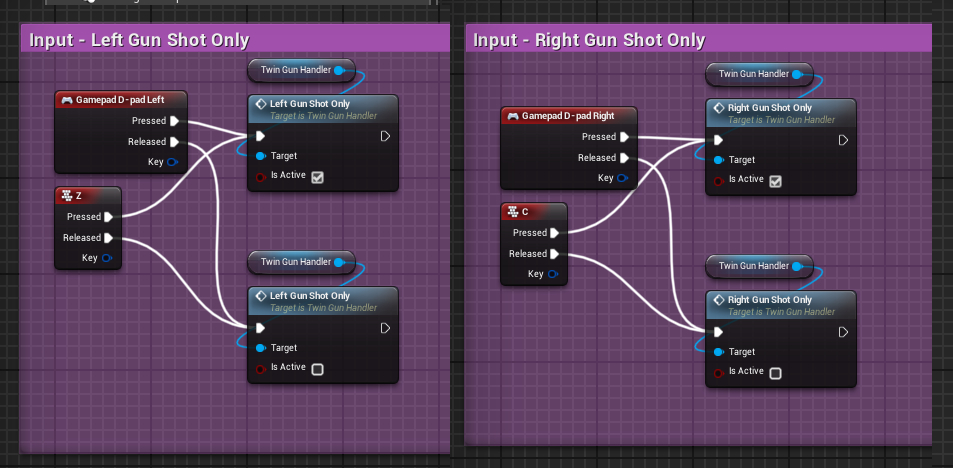 Input - Left Gun Shot Only
Twin Gun Handler
Gamepad D-pad Left
Pressed
Released
Key
Left Gun Shot Only
Target is Twin Gun Handler
Target
Is Active
Z
Pressed
Released
Key
Twin Gun Handler
Left Gun Shot Only
Target is Twin Gun Handler
Target
Is Active
Input - Right Gun Shot Only
Twin Gun Handler
Gamepad D-pad Right
Pressed
Released
Key
Right Gun Shot Only
Target is Twin Gun Handler
Target
Is Active
C
Pressed
Released
Key
Twin Gun Handler
Right Gun Shot Only
Target is Twin Gun Handler
Target
Is Active